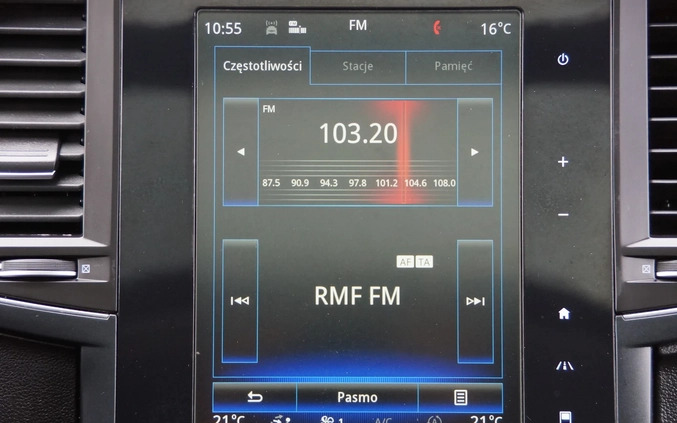 10:55 FM 16°C
Częstotliwości Stacje Pamięć
FM
103.20
87.5 90.9 94.3 97.8 101.2 104.6 108.0
AF TA
RMF FM
Pasmo
21°C 1 A/C A 21°C